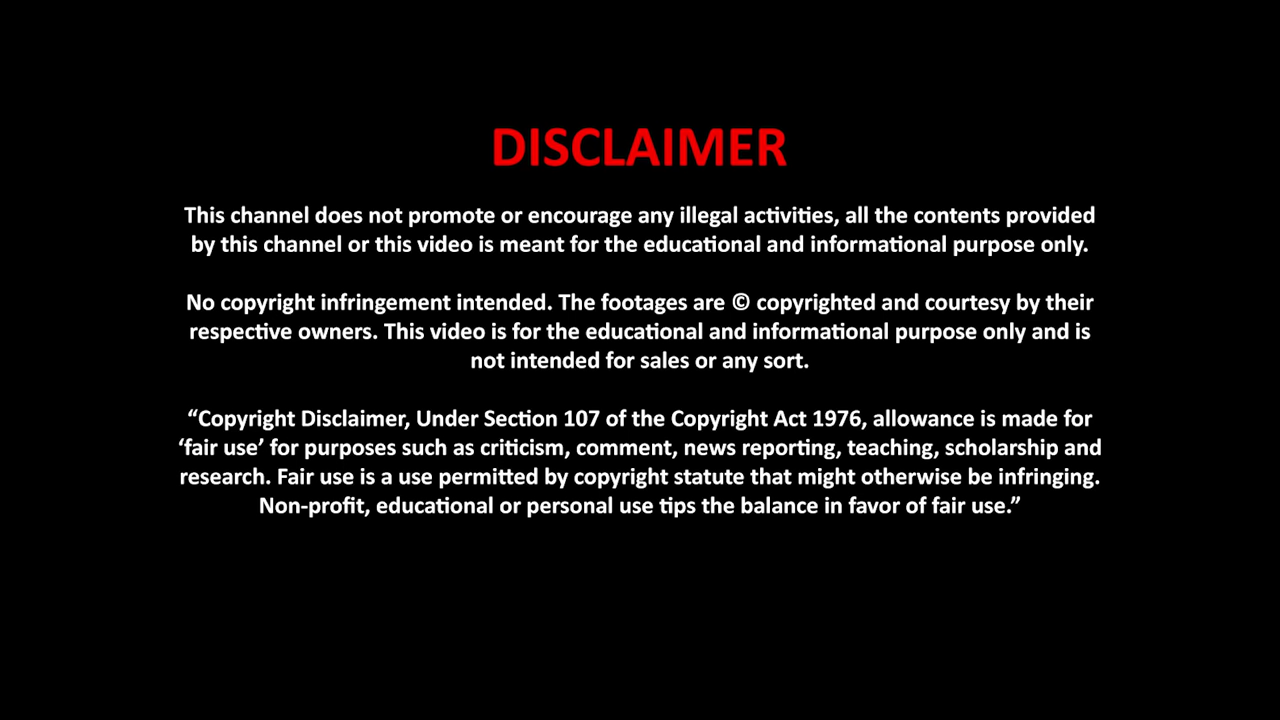 DISCLAIMER
This channel does not promote or encourage any illegal activities, all the contents provided
by this channel or this video is meant for the educational and informational purpose only.
No copyright infringement intended. The footages are © copyrighted and courtesy by their
respective owners. This video is for the educational and informational purpose only and is
not intended for sales or any sort.
“Copyright Disclaimer, Under Section 107 of the Copyright Act 1976, allowance is made for
‘fair use’ for purposes such as criticism, comment, news reporting, teaching, scholarship and
research. Fair use is a use permitted by copyright statute that might otherwise be infringing.
Non-profit, educational or personal use tips the balance in favor of fair use.”